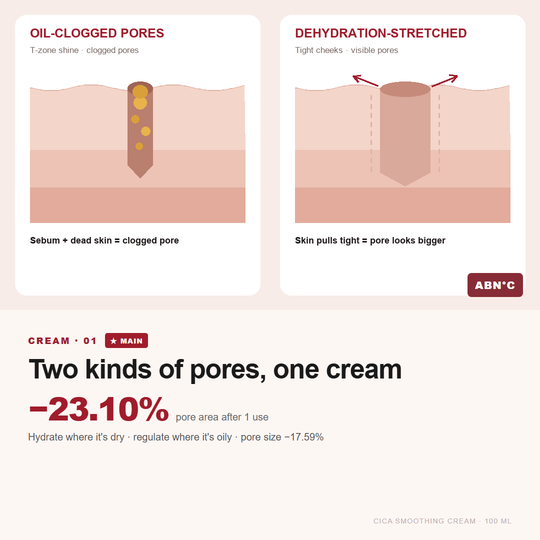 OIL-CLOGGED PORES
T-zone shine · clogged pores
Sebum + dead skin = clogged pore
DEHYDRATION-STRETCHED
Tight cheeks · visible pores
Skin pulls tight = pore looks bigger
ABN°C
CREAM · 01 ★ MAIN
Two kinds of pores, one cream
−23.10% pore area after 1 use
Hydrate where it's dry · regulate where it's oily · pore size −17.59%
CICA SMOOTHING CREAM · 100 ML